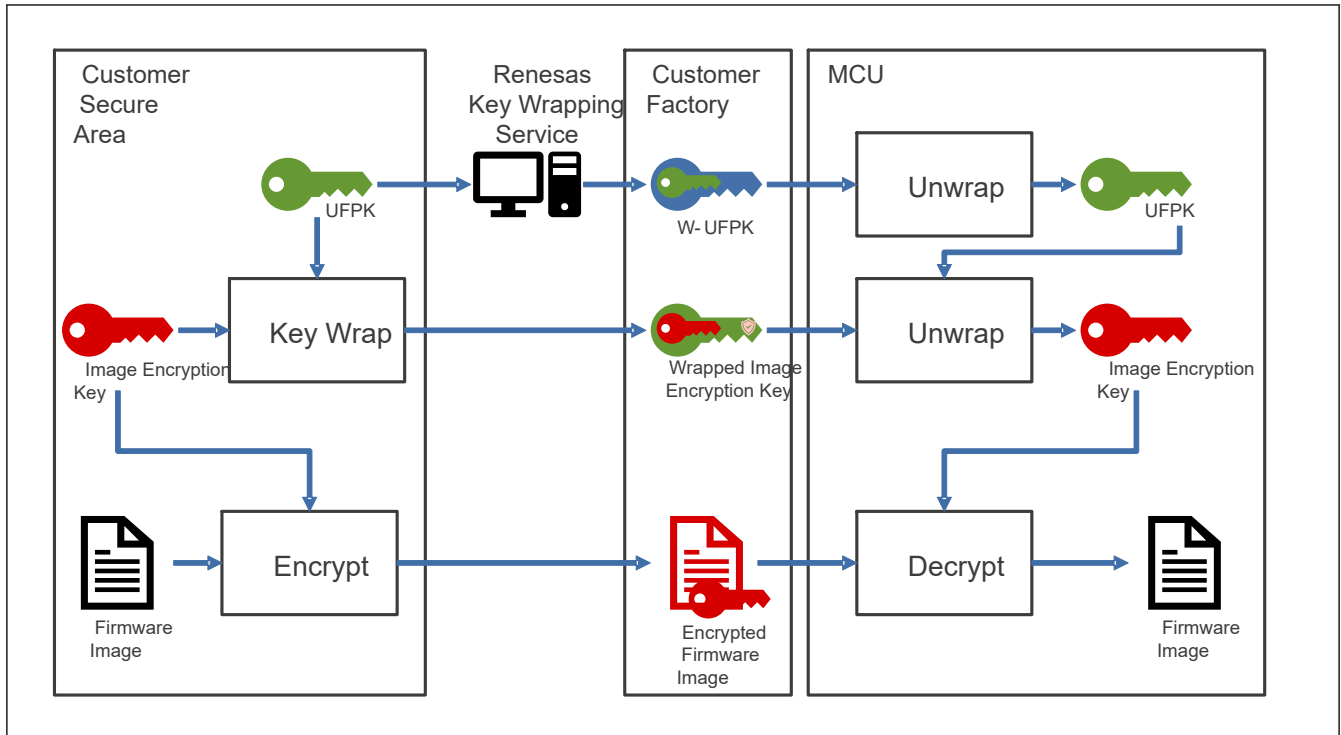 Customer
Secure
Area
Renesas
Key Wrapping
Service
Customer
Factory
MCU
UFPK
W- UFPK
Unwrap
UFPK
Image Encryption
Key
Key Wrap
Wrapped Image
Encryption Key
Unwrap
Image Encryption
Key
Firmware
Image
Encrypt
Encrypted
Firmware
Image
Decrypt
Firmware
Image